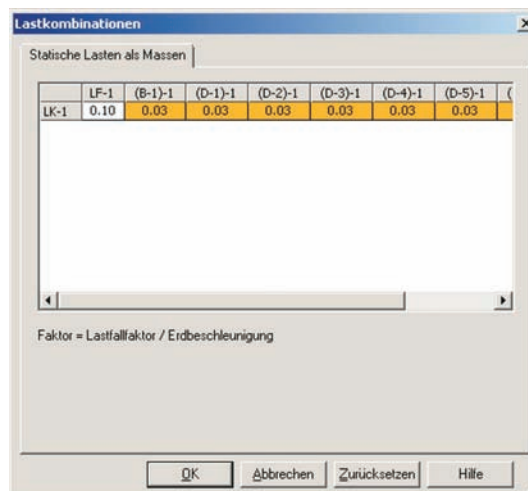 Lastkombinationen
Statische Lasten als Massen
LF-1 (B-1)-1 (D-1)-1 (D-2)-1 (D-3)-1 (D-4)-1 (D-5)-1 (
LK-1 0.10 0.03 0.03 0.03 0.03 0.03 0.03
Faktor = Lastfallfaktor / Erdbeschleunigung
OK Abbrechen Zurücksetzen Hilfe